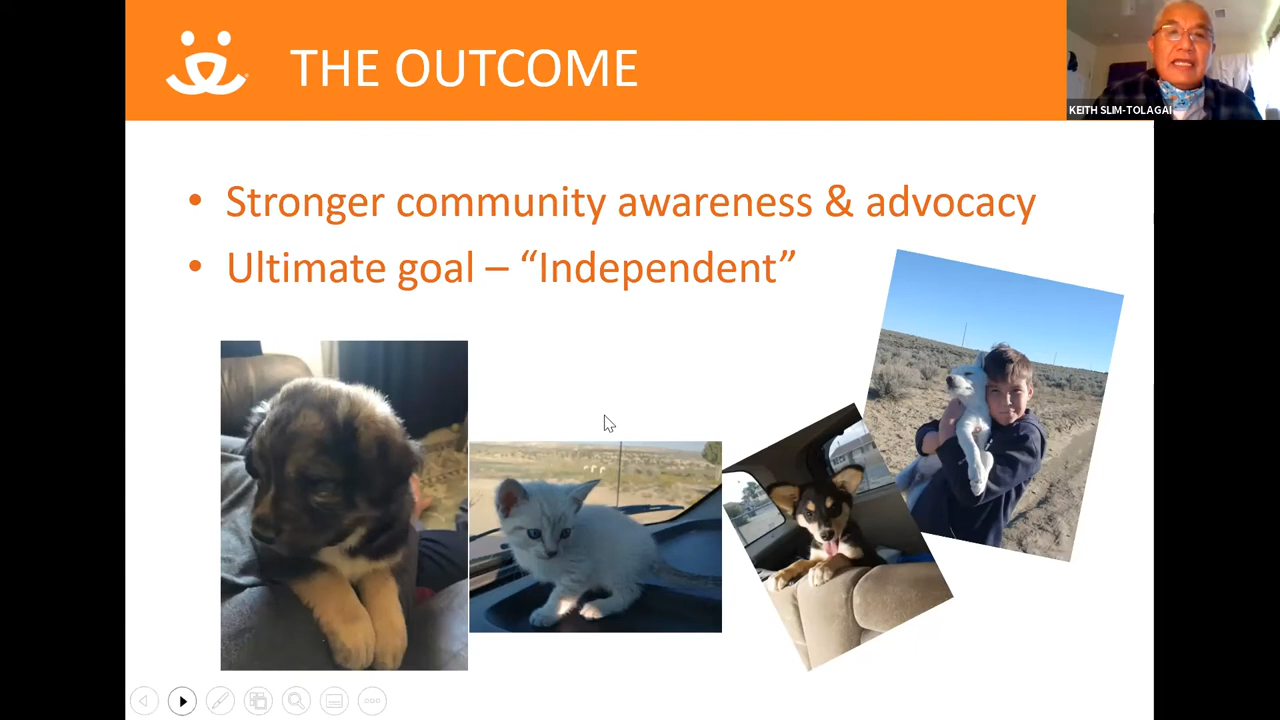 THE OUTCOME
KEITH SLIM-TOLAGAI
• Stronger community awareness & advocacy
• Ultimate goal – “Independent”